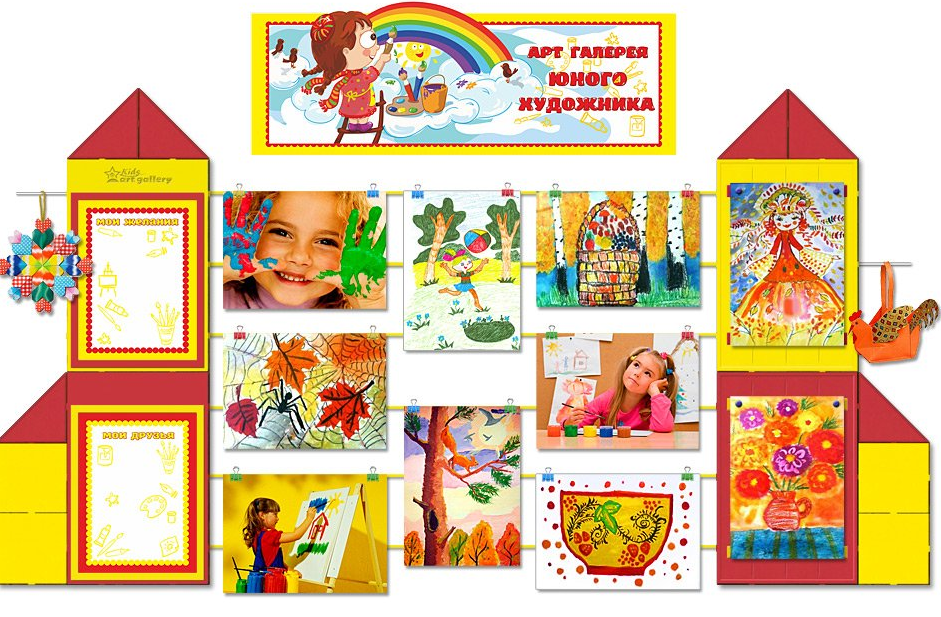 АРТ ГАЛЕРЕЯ
ЮНОГО
ХУДОЖНИКА
Kids
art gallery
МОИ ЖЕЛАНИЯ
МОИ ДРУЗЬЯ